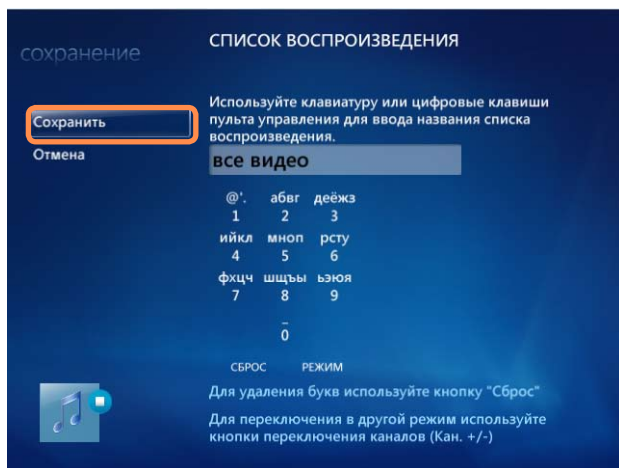 сохранение
СПИСОК ВОСПРОИЗВЕДЕНИЯ
Сохранить
Отмена
Используйте клавиатуру или цифровые клавиши
пульта управления для ввода названия списка
воспроизведения.
все видео
@'. абвг деёжз
1 2 3
ийкл мноп рсту
4 5 6
фхцч шщъы ьэюя
7 8 9
_
0
СБРОС РЕЖИМ
Для удаления букв используйте кнопку "Сброс"
Для переключения в другой режим используйте
кнопки переключения каналов (Кан. +/-)